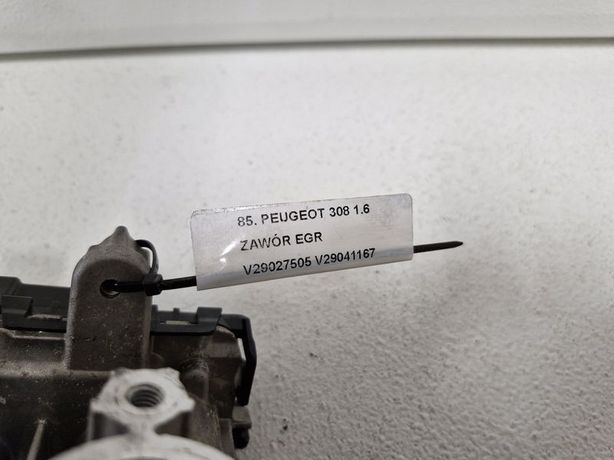 85. PEUGEOT 308 1.6
ZAWÓR EGR
V29027505 V29041167